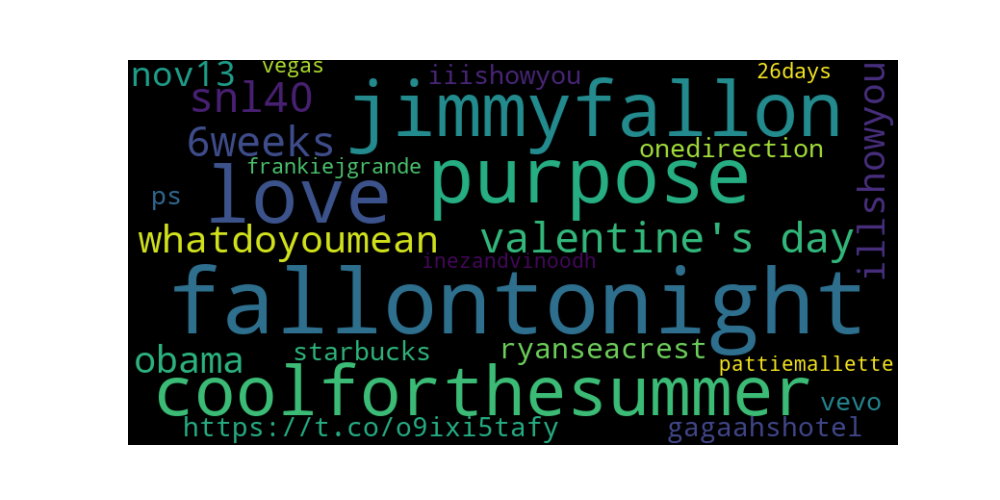 nov13
vegas
iiishowyou
26days
snl40
jimmyfallon
illshowyou
6weeks
onedirection
frankiejgrande
love
purpose
ps
whatdoyoumean
valentine's day
inezandvinoodh
fallontonight
obama
starbucks
ryanseacrest
pattiemallette
coolforthesummer
vevo
https://t.co/o9ixi5tafy
gagaahshotel